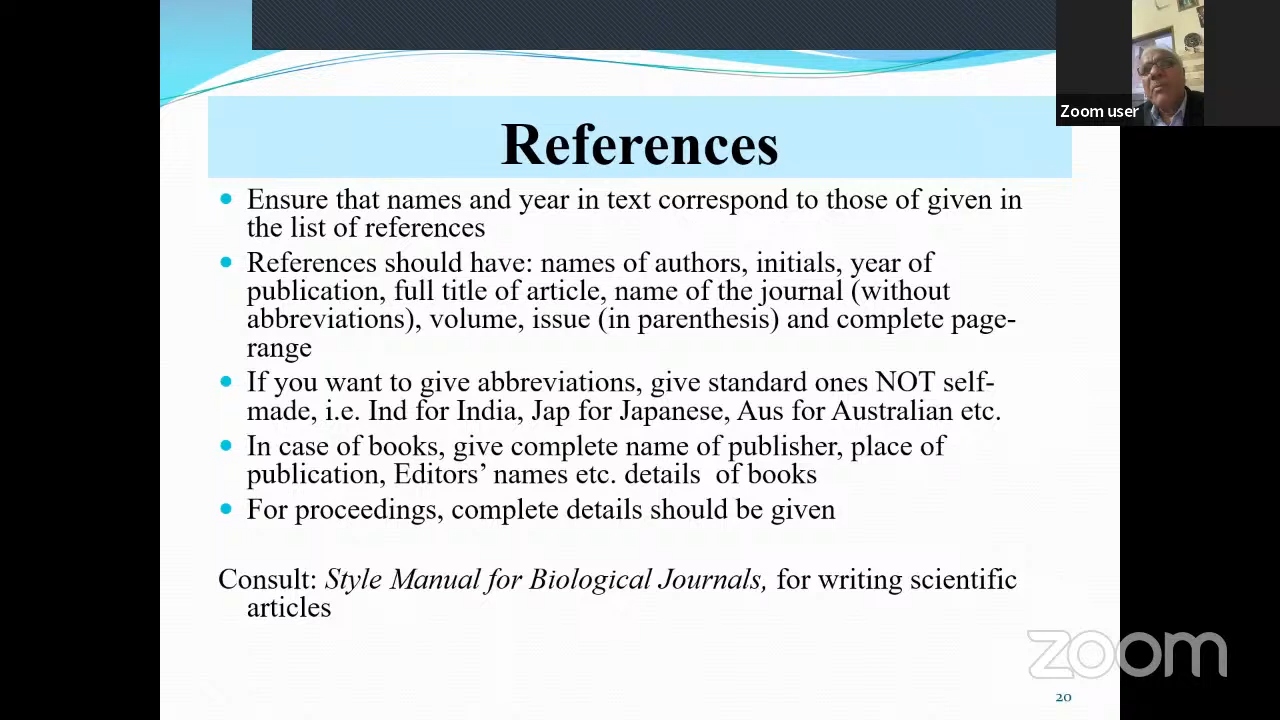 Zoom user
References
Ensure that names and year in text correspond to those of given in
the list of references
References should have: names of authors, initials, year of
publication, full title of article, name of the journal (without
abbreviations), volume, issue (in parenthesis) and complete page-
range
If you want to give abbreviations, give standard ones NOT self-
made, i.e. Ind for India, Jap for Japanese, Aus for Australian etc.
In case of books, give complete name of publisher, place of
publication, Editors’ names etc. details  of books
For proceedings, complete details should be given
Consult: Style Manual for Biological Journals, for writing scientific
articles
zoom
20